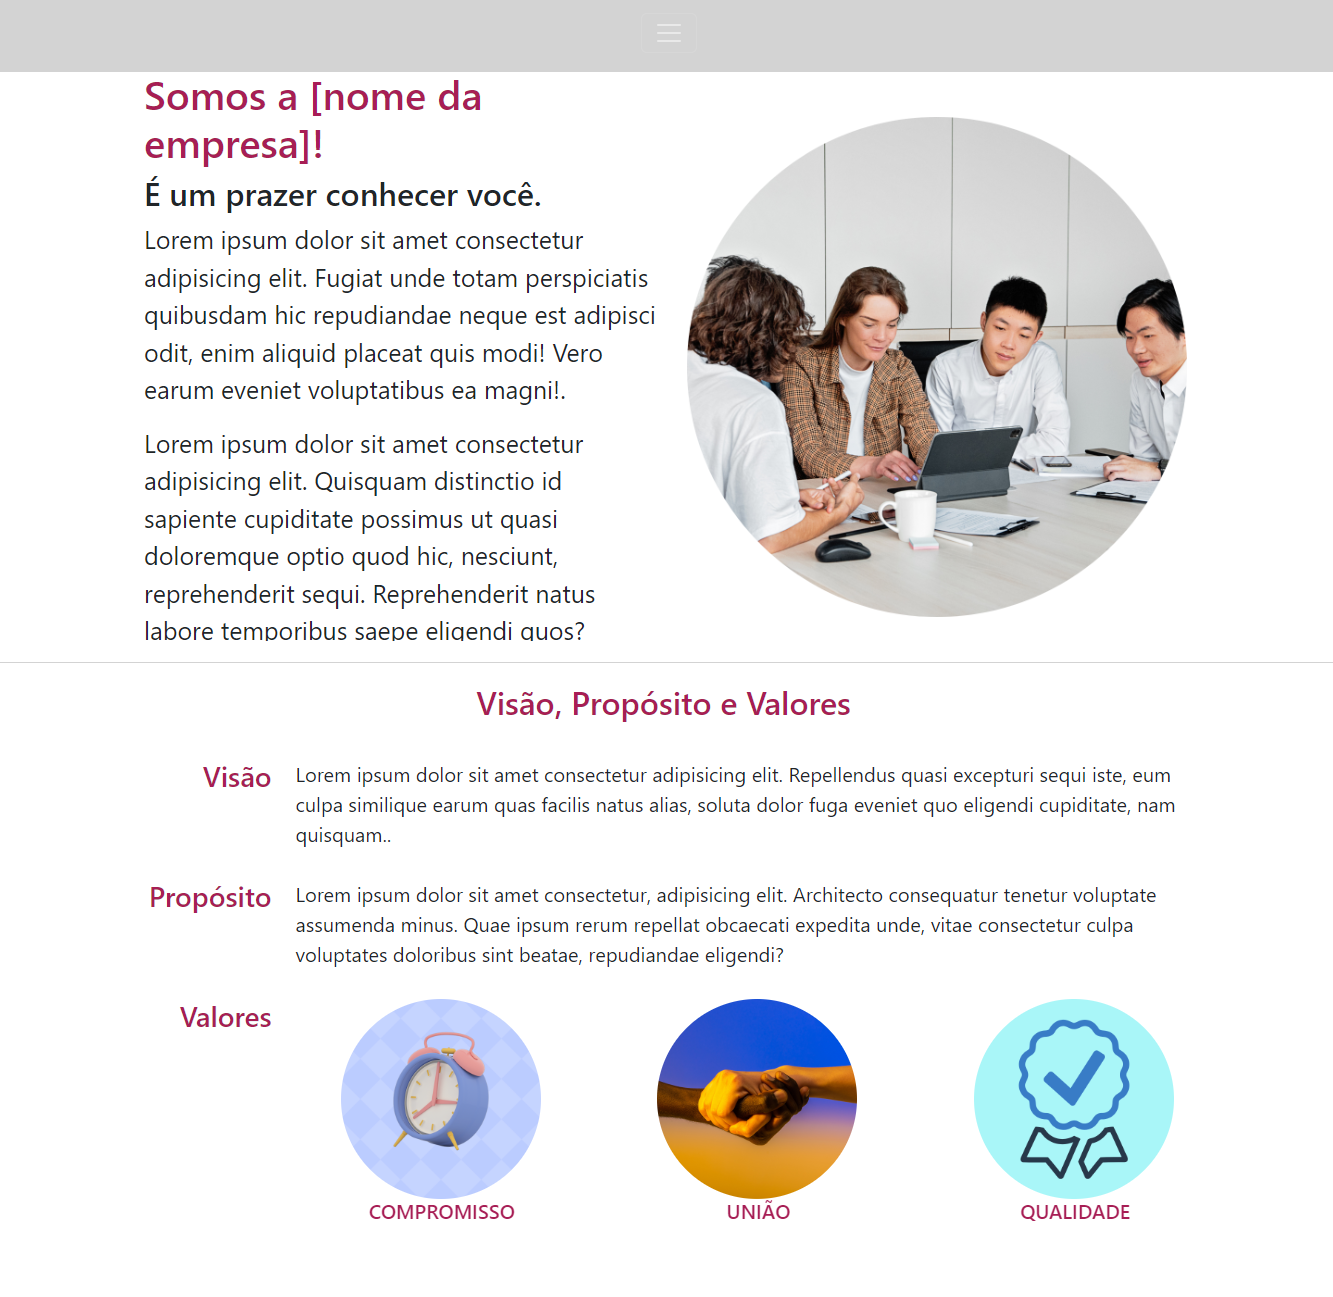 Somos a [nome da
empresa]!
É um prazer conhecer você.
Lorem ipsum dolor sit amet consectetur
adipisicing elit. Fugiat unde totam perspiciatis
quibusdam hic repudiandae neque est adipisci
odit, enim aliquid placeat quis modi! Vero
earum eveniet voluptatibus ea magni!.
Lorem ipsum dolor sit amet consectetur
adipisicing elit. Quisquam distinctio id
sapiente cupiditate possimus ut quasi
doloremque optio quod hic, nesciunt,
reprehenderit sequi. Reprehenderit natus
labore temporibus saepe eligendi quos?
Visão, Propósito e Valores
Visão
Lorem ipsum dolor sit amet consectetur adipisicing elit. Repellendus quasi excepturi sequi iste, eum
culpa similique earum quas facilis natus alias, soluta dolor fuga eveniet quo eligendi cupiditate, nam
quisquam..
Propósito
Lorem ipsum dolor sit amet consectetur, adipisicing elit. Architecto consequatur tenetur voluptate
assumenda minus. Quae ipsum rerum repellat obcaecati expedita unde, vitae consectetur culpa
voluptates doloribus sint beatae, repudiandae eligendi?
Valores
COMPROMISSO
UNIÃO
QUALIDADE